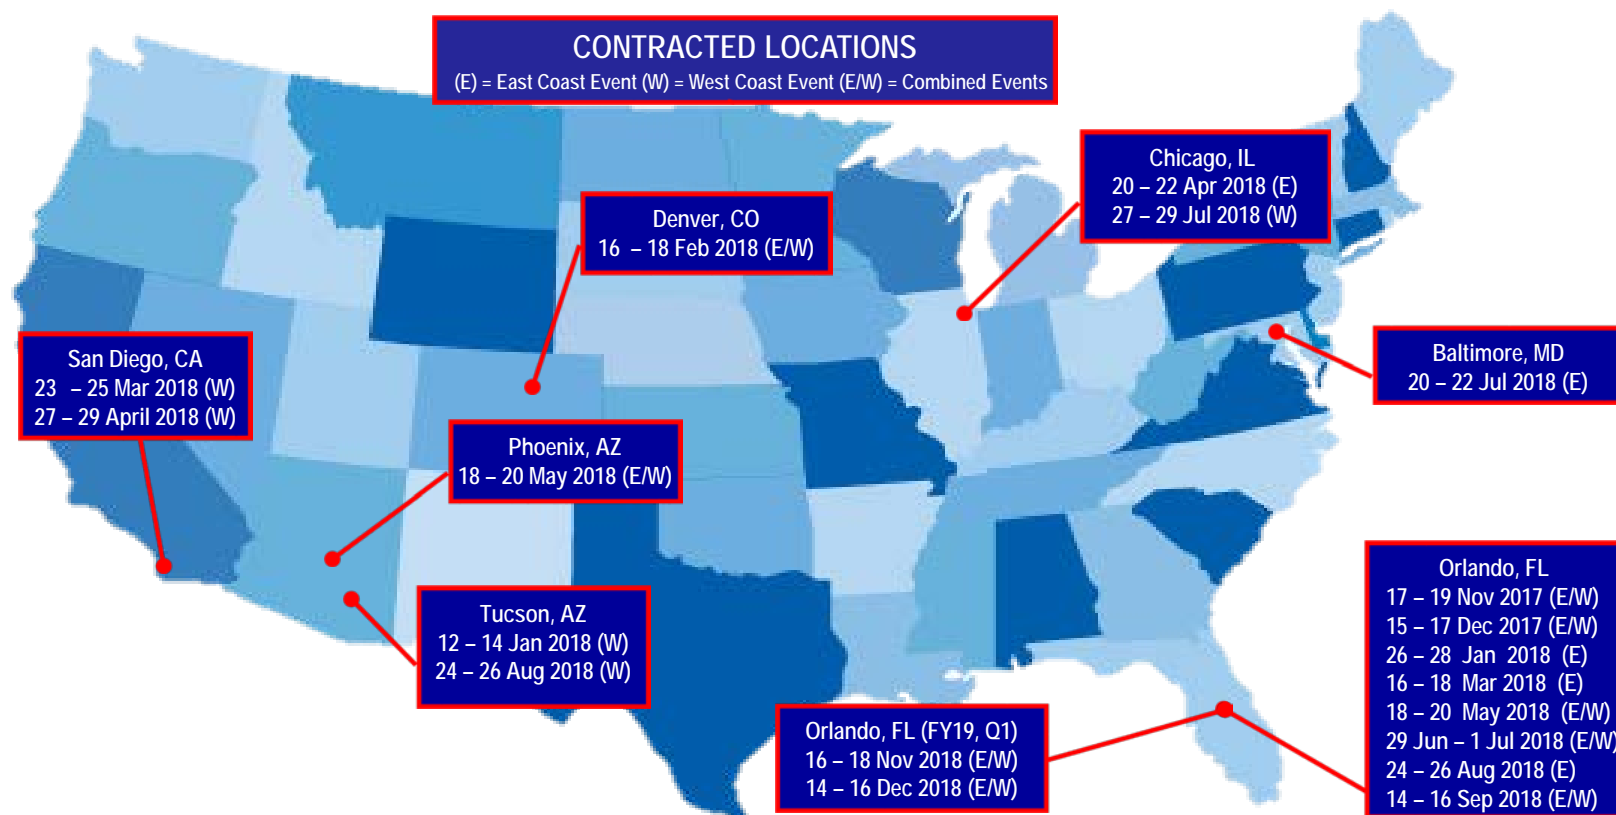 CONTRACTED LOCATIONS
(E) = East Coast Event (W) = West Coast Event (E/W) = Combined Events
Chicago, IL
20 – 22 Apr 2018 (E)
27 – 29 Jul 2018 (W)
Denver, CO
16 – 18 Feb 2018 (E/W)
San Diego, CA
23 – 25 Mar 2018 (W)
27 – 29 April 2018 (W)
Baltimore, MD
20 – 22 Jul 2018 (E)
Phoenix, AZ
18 – 20 May 2018 (E/W)
Tucson, AZ
12 – 14 Jan 2018 (W)
24 – 26 Aug 2018 (W)
Orlando, FL (FY19, Q1)
16 – 18 Nov 2018 (E/W)
14 – 16 Dec 2018 (E/W)
Orlando, FL
17 – 19 Nov 2017 (E/W)
15 – 17 Dec 2017 (E/W)
26 – 28 Jan 2018 (E)
16 – 18 Mar 2018 (E)
18 – 20 May 2018 (E/W)
29 Jun – 1 Jul 2018 (E/W)
24 – 26 Aug 2018 (E)
14 – 16 Sep 2018 (E/W)